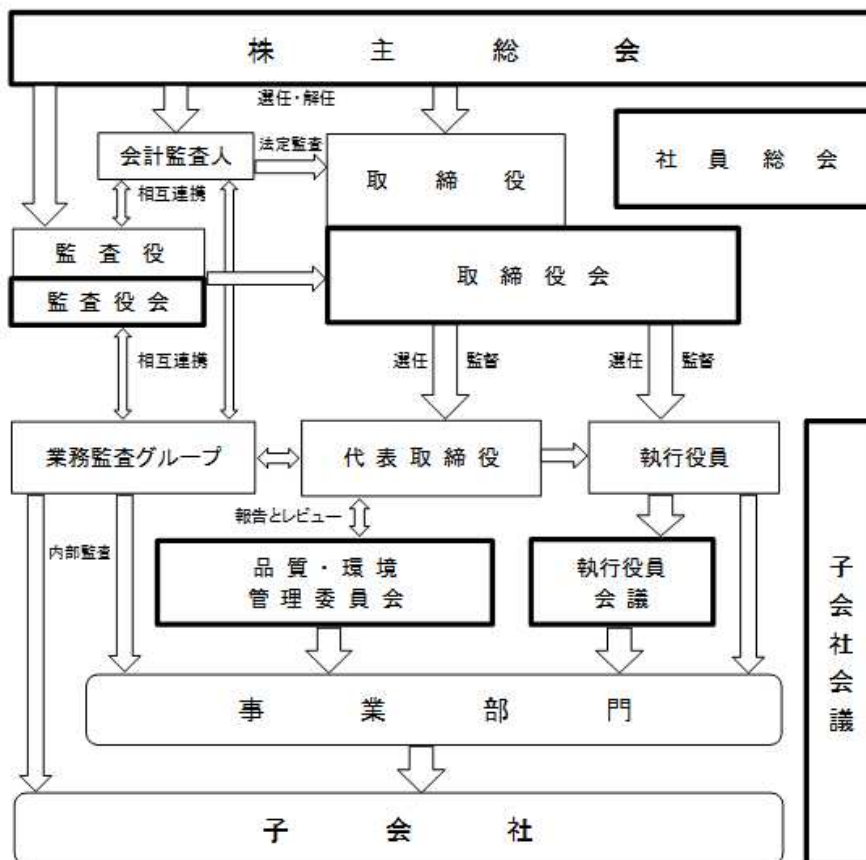 株主総会
選任・解任
会計監査人
法定監査
取締役
社員総会
相互連携
監査役
監査役会
取締役会
相互連携
選任
監督
選任
監督
業務監査グループ
代表取締役
執行役員
報告とレビュー
内部監査
品質・環境
管理委員会
執行役員
会議
子会社会議
事業部門
子会社